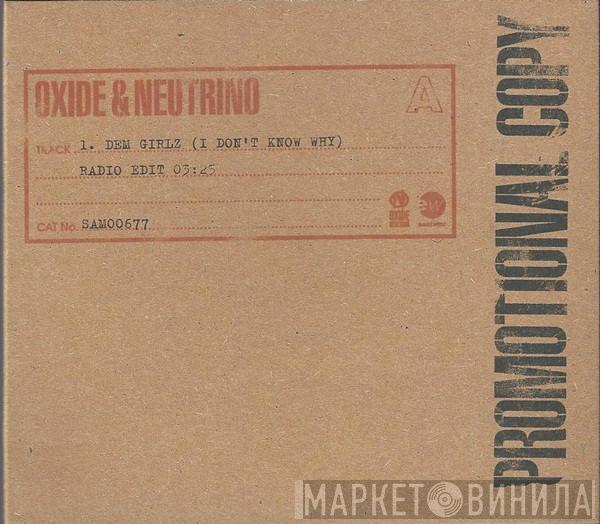 OXIDE & NEUTRINO
A
TRACK 1. DEM GIRLZ (I DON'T KNOW WHY)
RADIO EDIT 03:25
CAT No. SAM00677
PROMOTIONAL COPY
МАРКЕТ ВИНИЛА